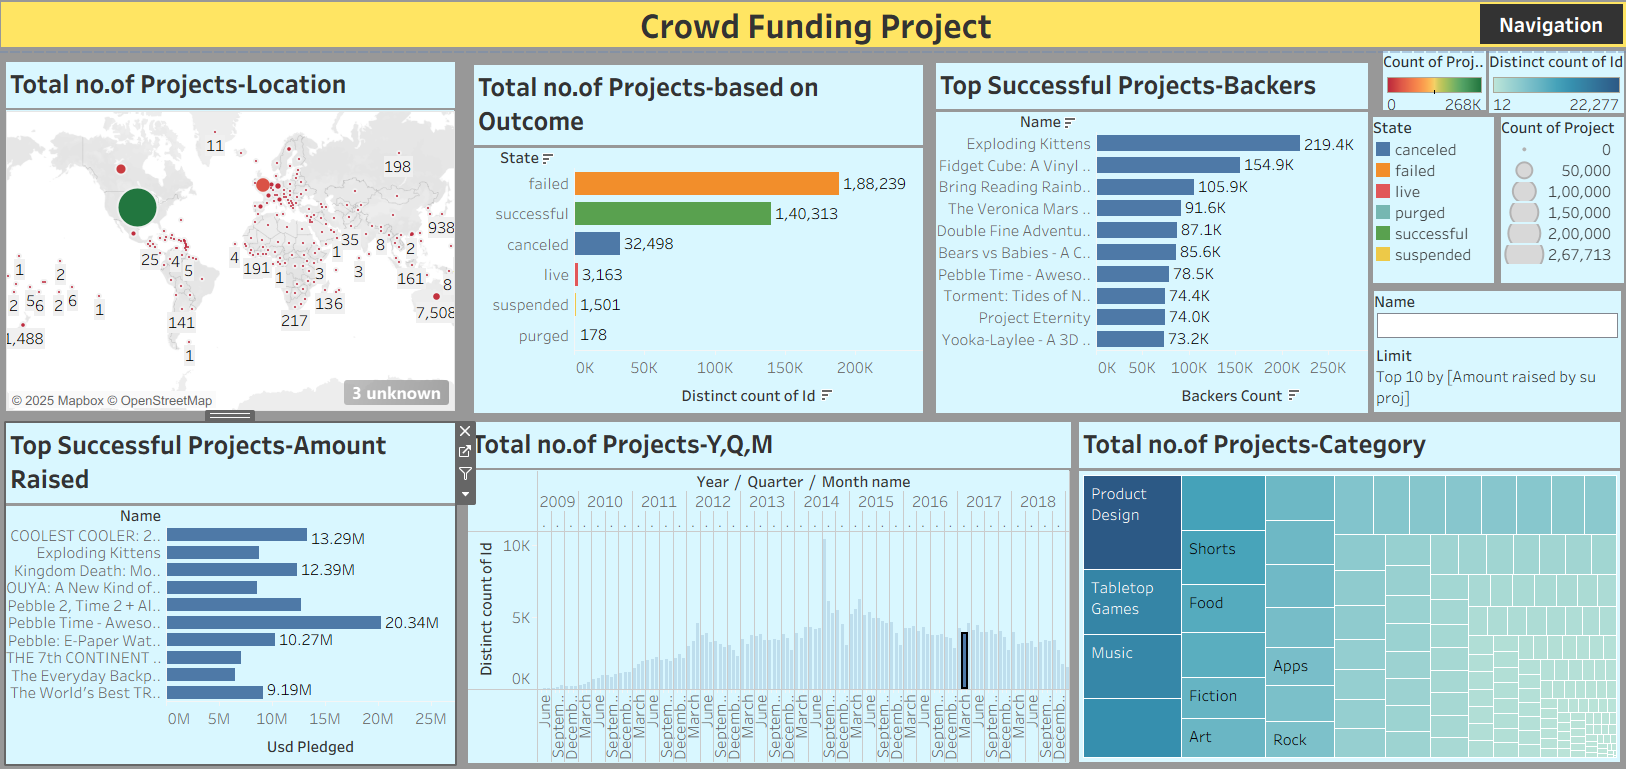 Crowd Funding Project
Navigation
Total no.of Projects-Location
11
198
938
35
8
2
1
25
4
5
4
191
1
3
3
161
8
136
7,508
217
141
1
1
2
2
5
6
2
6
1
1,488
1
© 2025 Mapbox © OpenStreetMap
3 unknown
Total no.of Projects-based on
Outcome
State
failed
1,88,239
successful
1,40,313
canceled
32,498
live
3,163
suspended
1,501
purged
178
0K 50K 100K 150K 200K
Distinct count of Id
Top Successful Projects-Backers
Name
Exploding Kittens
219.4K
Fidget Cube: A Vinyl ..
154.9K
Bring Reading Rainb..
105.9K
The Veronica Mars ..
91.6K
Double Fine Adventu..
87.1K
Bears vs Babies - A C..
85.6K
Pebble Time - Aweso..
78.5K
Torment: Tides of N..
74.4K
Project Eternity
74.0K
Yooka-Laylee - A 3D ..
73.2K
0K 50K 100K 150K 200K 250K
Backers Count
Count of Proj..
0 268K
Distinct count of Id
12 22,277
State
canceled
failed
live
purged
successful
suspended
Count of Project
0
50,000
1,00,000
1,50,000
2,00,000
2,67,713
Name
Limit
Top 10 by [Amount raised by su
proj]
Top Successful Projects-Amount
Raised
Name
COOLEST COOLER: 2..
13.29M
Exploding Kittens
Kingdom Death: Mo..
12.39M
OUYA: A New Kind of..
Pebble 2, Time 2 + Al..
Pebble Time - Aweso..
20.34M
Pebble: E-Paper Wat..
10.27M
THE 7th CONTINENT ..
The Everyday Backp..
The World's Best TR..
9.19M
0M 5M 10M 15M 20M 25M
Usd Pledged
Total no.of Projects-Y,Q,M
Year / Quarter / Month name
2009 2010 2011 2012 2013 2014 2015 2016 2017 2018
Distinct count of Id
10K
5K
0K
June
Septem..
Decemb..
March
June
Septem..
Decemb..
March
June
Septem..
Decemb..
March
June
Septem..
Decemb..
March
June
Septem..
Decemb..
March
June
Septem..
Decemb..
March
June
Septem..
Decemb..
March
June
Septem..
Decemb..
March
June
Septem..
Decemb..
March
June
Septem..
Decemb..
Total no.of Projects-Category
Product
Design
Tabletop
Games
Music
Shorts
Food
Fiction
Art
Apps
Rock